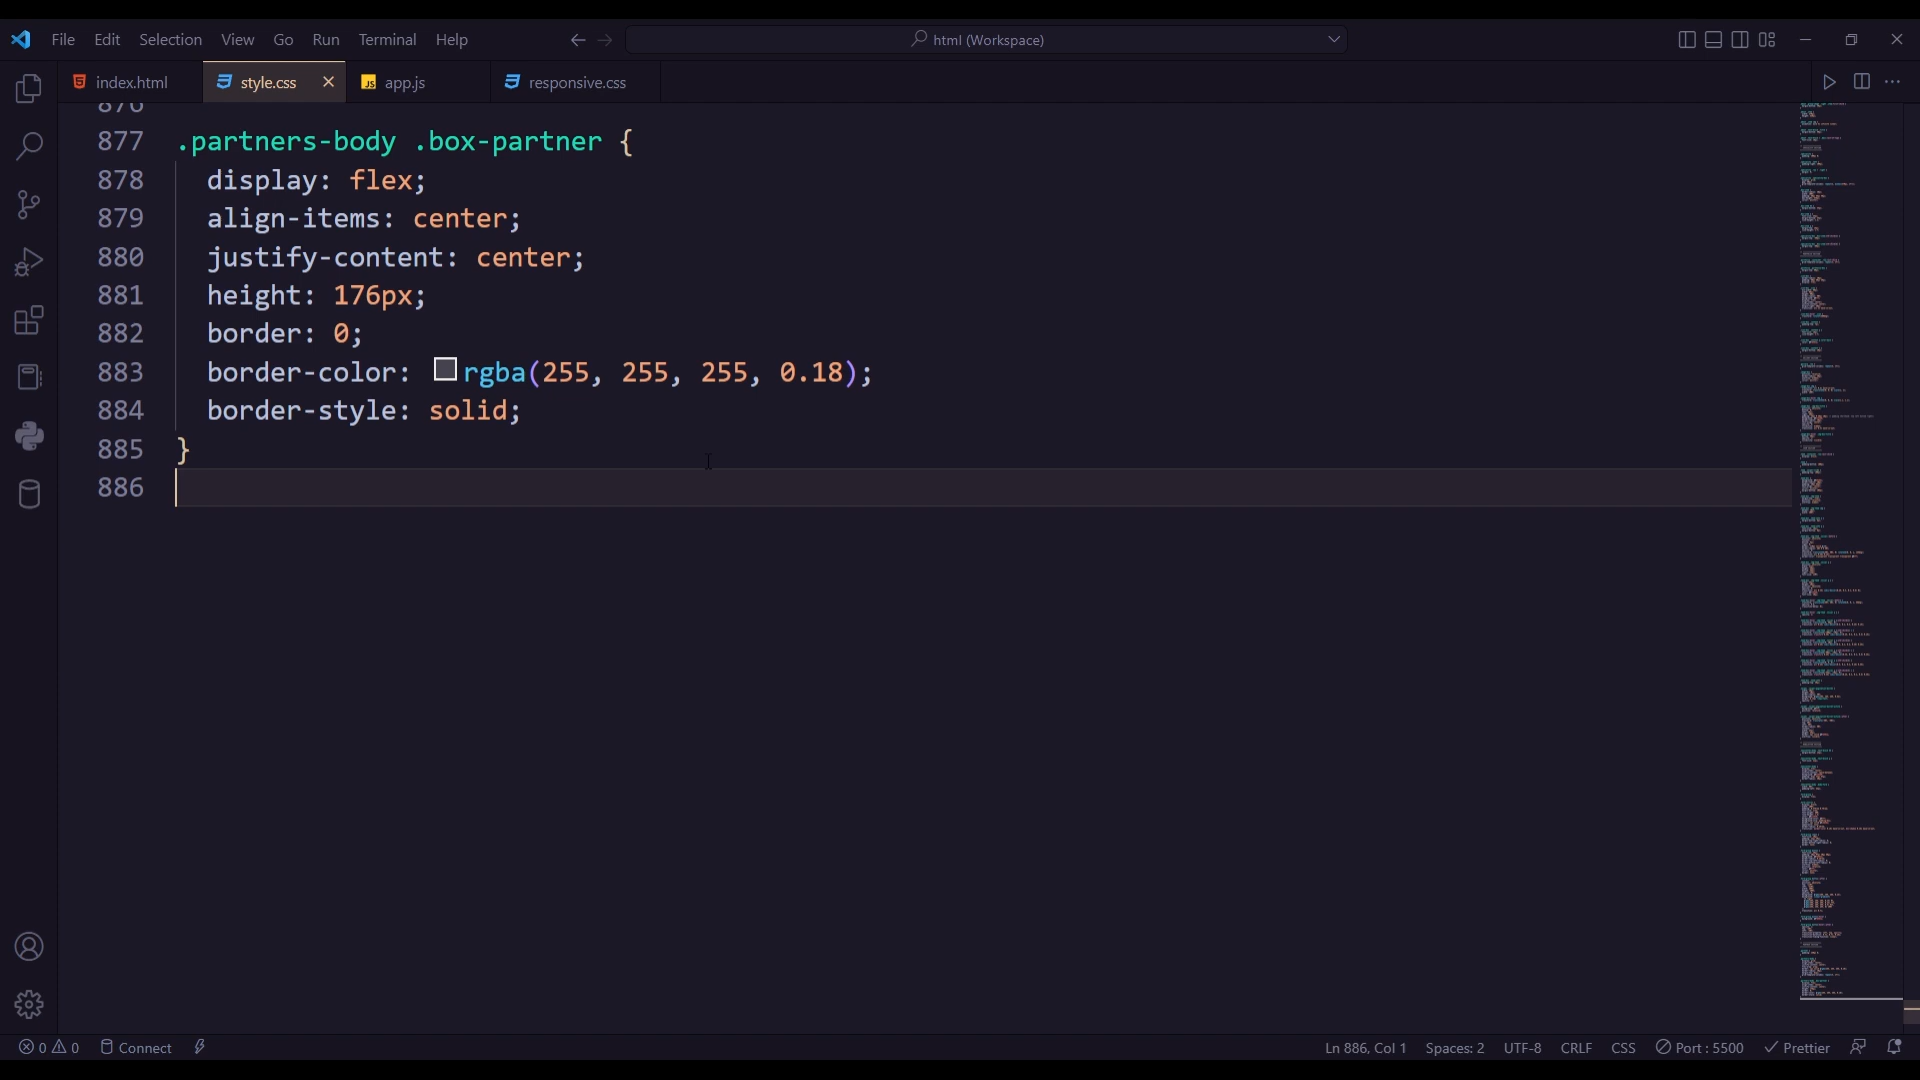 File Edit Selection View Go Run Terminal Help
html (Workspace)
index.html
style.css
JS app.js
responsive.css
876
877 .partners-body .box-partner {
878 display: flex;
879 align-items: center;
880 justify-content: center;
881 height: 176px;
882 border: 0;
883 border-color: rgba(255, 255, 255, 0.18);
884 border-style: solid;
885 }
886
0 0 Connect
Ln 886, Col 1 Spaces: 2 UTF-8 CRLF CSS Port : 5500 Prettier